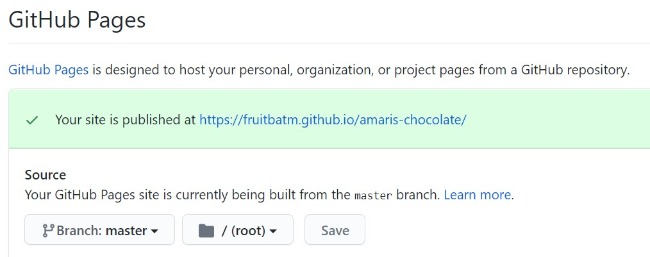 GitHub Pages
GitHub Pages is designed to host your personal, organization, or project pages from a GitHub repository.
Your site is published at https://fruitbatm.github.io/amaris-chocolate/
Source
Your GitHub Pages site is currently being built from the master branch. Learn more.
Branch: master / (root) Save